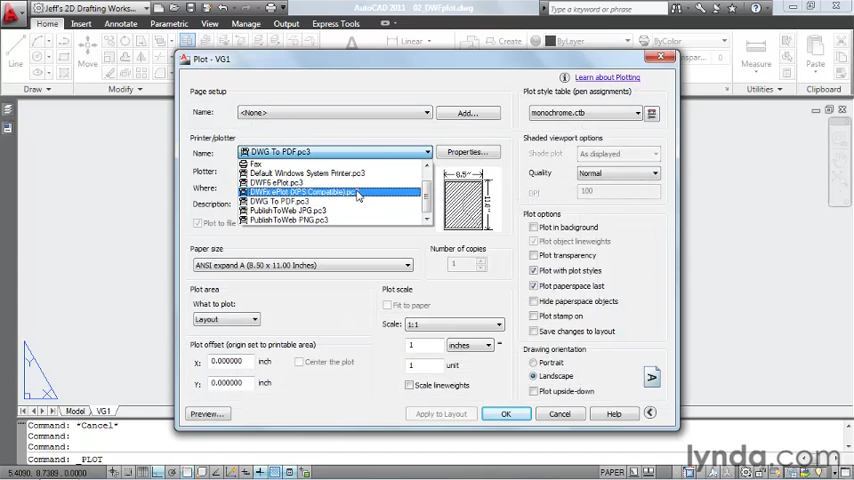 Jeff's 2D Drafting Works...
AutoCAD 2011 02_DWFplot.dwg
Type a keyword or phrase
Home Insert Annotate Parametric View Manage Output Express Tools
Line
Move
Linear
Create
ByLayer
ByColor
Measure
Paste
Draw
Utilities
Clipboard
Plot - VG1
Learn about Plotting
Page setup
Name: <None> Add...
Plot style table (pen assignments)
monochrome.ctb
Printer/plotter
Name: DWG To PDF.pc3 Properties...
Fax
Default Windows System Printer.pc3
DWF6 ePlot.pc3
DWFx ePlot (XPS Compatible).pc3
DWG To PDF.pc3
PublishToWeb JPG.pc3
PublishToWeb PNG.pc3
Plotter:
Where:
Description:
Plot to file
8.5"
Shaded viewport options
Shade plot As displayed
Quality Normal
DPI 100
Paper size
ANSI expand A (8.50 x 11.00 Inches)
Number of copies
1
Plot area
What to plot:
Layout
Plot scale
Fit to paper
Scale: 1:1
1 inches =
1 unit
Scale lineweights
Plot offset (origin set to printable area)
X: 0.000000 inch Center the plot
Y: 0.000000 inch
Plot options
Plot in background
Plot object lineweights
Plot transparency
Plot with plot styles
Plot paperspace last
Hide paperspace objects
Plot stamp on
Save changes to layout
Drawing orientation
Portrait
Landscape
Plot upside-down
A
Preview... Apply to Layout OK Cancel Help
X
Model VG1
Command: *Cancel*
Command:
Command: _PLOT
5.4090, 8.7389, 0.0000
PAPER
lynda.com